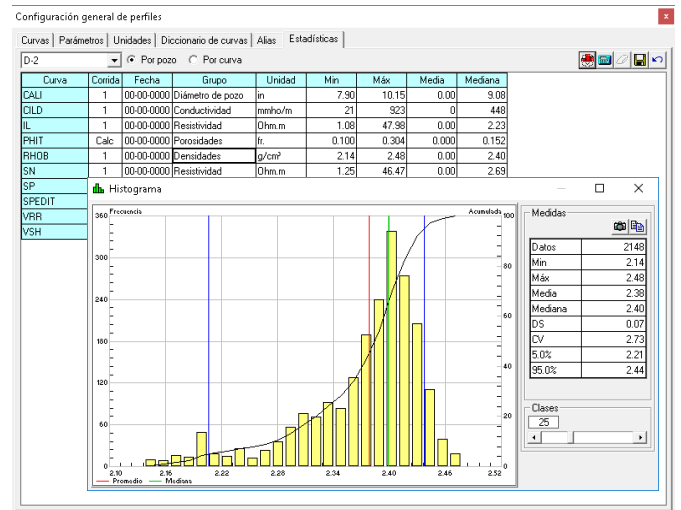 Configuración general de perfiles x
Curvas Parámetros Unidades Diccionario de curvas Alias Estadísticas
D-2 Por pozo Por curva
Curva Corrida Fecha Grupo Unidad Min Máx Media Mediana
CALI 1 00-00-0000 Diámetro de pozo in 7.90 10.15 0.00 9.08
CILD 1 00-00-0000 Conductividad mmho/m 21 923 0 448
IL 1 00-00-0000 Resistividad Ohm.m 1.08 47.98 0.00 2.23
PHIT Calc 00-00-0000 Porosidades fr. 0.100 0.304 0.000 0.152
RHOB 1 00-00-0000 Densidades g/cm³ 2.14 2.48 0.00 2.40
SN 1 00-00-0000 Resistividad Ohm.m 1.25 46.47 0.00 2.69
SP
SPEDIT
VRR
VSH
Histograma
Frecuencia Acumulada
360 300 240 180 120 60 0
100 80 60 40 20 0
2.10 2.16 2.22 2.28 2.34 2.40 2.46 2.52
Promedio Mediana
Medidas
Datos 2148
Min 2.14
Máx 2.48
Media 2.38
Mediana 2.40
DS 0.07
CV 2.73
5.0% 2.21
95.0% 2.44
Clases
25